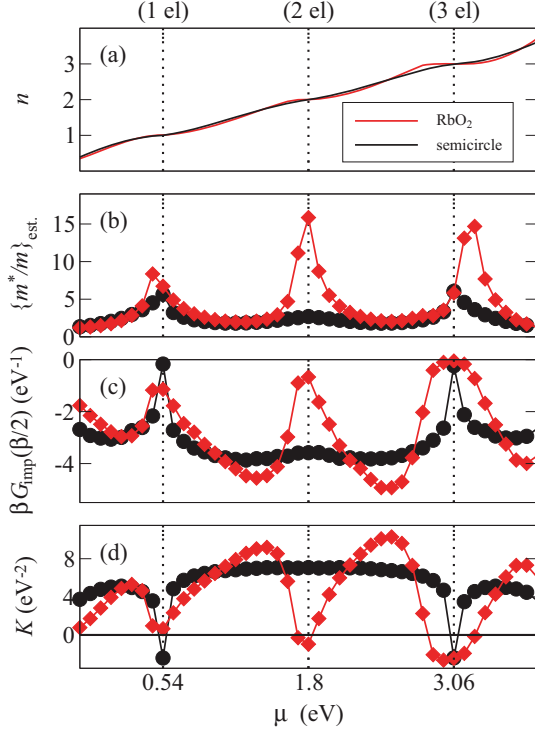 (1 el) (2 el) (3 el)
(a)
n
3
2
1
RbO₂
semicircle
(b)
{m*/m}est.
15
10
5
0
(c)
βGimp(β/2) (eV⁻¹)
0
−2
−4
(d)
K (eV⁻²)
8
4
0
0.54 1.8 3.06
μ (eV)